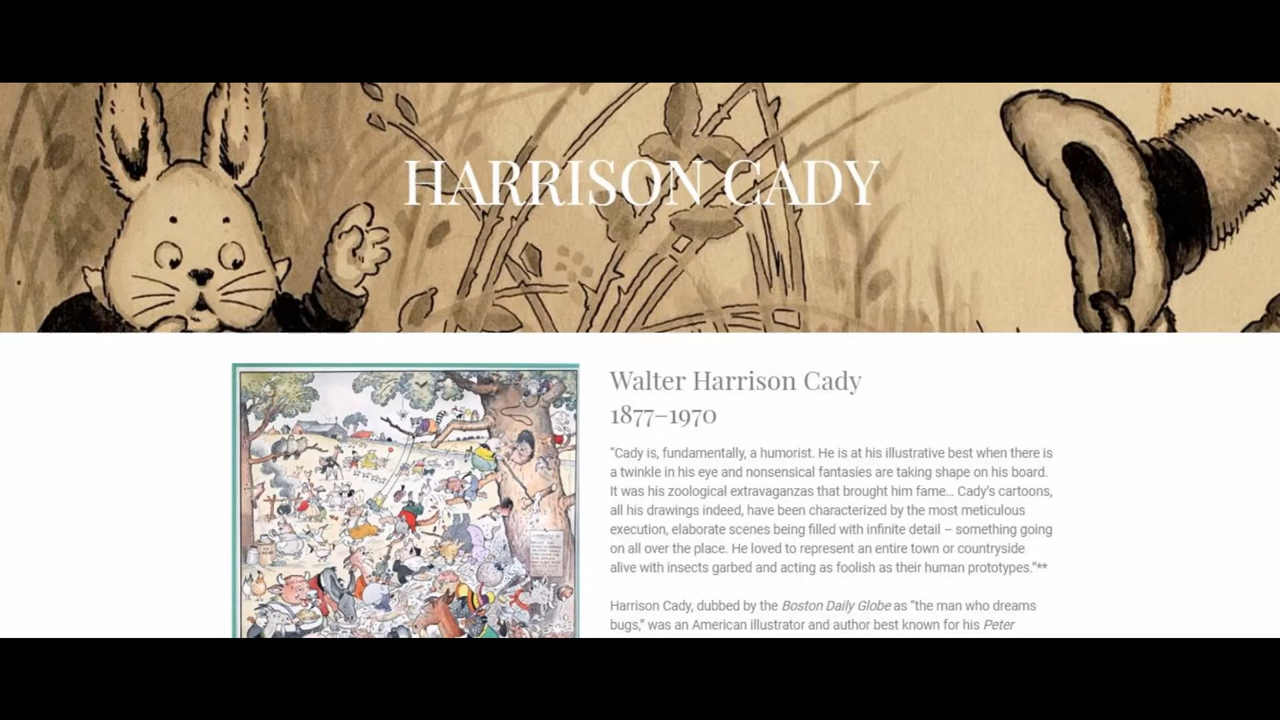 HARRISON CADY
Walter Harrison Cady
1877–1970
“Cady is, fundamentally, a humorist. He is at his illustrative best when there is
a twinkle in his eye and nonsensical fantasies are taking shape on his board.
It was his zoological extravaganzas that brought him fame... Cady's cartoons,
all his drawings indeed, have been characterized by the most meticulous
execution, elaborate scenes being filled with infinite detail – something going
on all over the place. He loved to represent an entire town or countryside
alive with insects garbed and acting as foolish as their human prototypes.”**
Harrison Cady, dubbed by the Boston Daily Globe as “the man who dreams
bugs,” was an American illustrator and author best known for his Peter